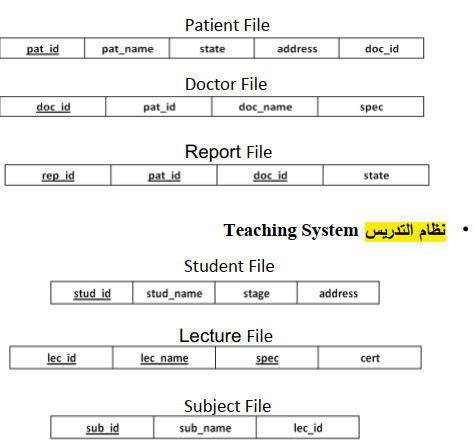 Patient File
pat_id pat_name state address doc_id
Doctor File
doc_id pat_id doc_name spec
Report File
rep_id pat_id doc_id state
• نظام التدريس Teaching System
Student File
stud_id stud_name stage address
Lecture File
lec_id lec_name spec cert
Subject File
sub_id sub_name lec_id